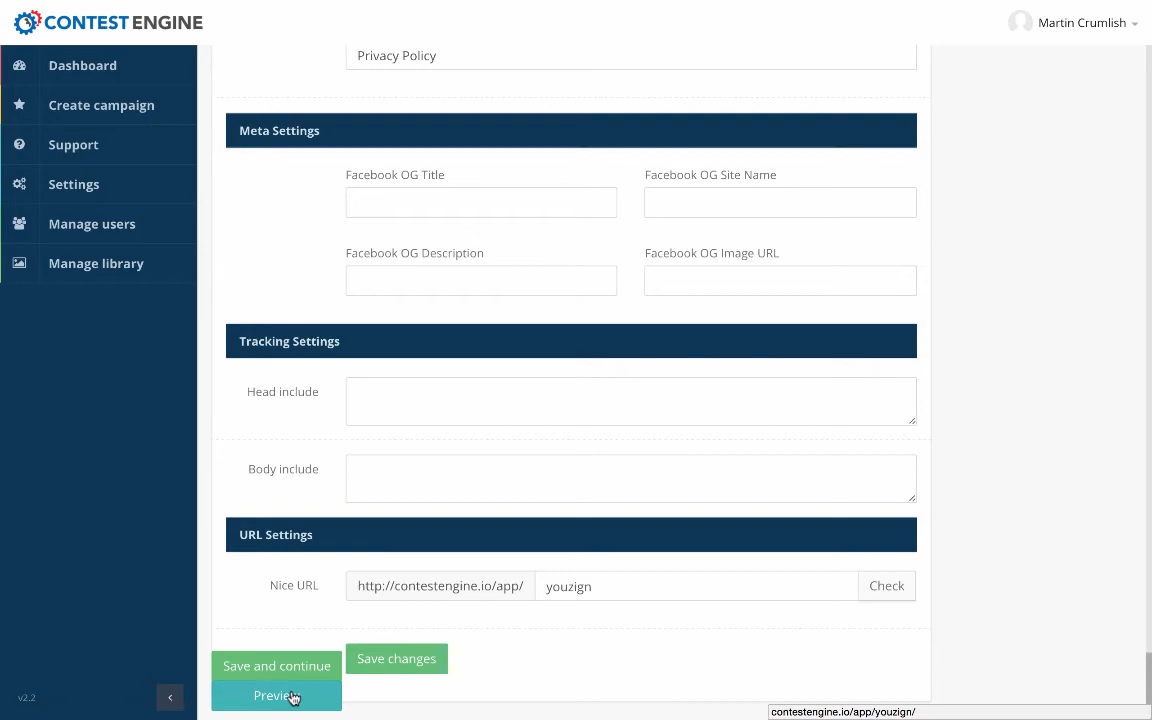 CONTEST ENGINE
Martin Crumlish
Dashboard
Create campaign
Support
Settings
Manage users
Manage library
v2.2
Privacy Policy
Meta Settings
Facebook OG Title
Facebook OG Site Name
Facebook OG Description
Facebook OG Image URL
Tracking Settings
Head include
Body include
URL Settings
Nice URL
http://contestengine.io/app/
youzign
Check
Save and continue
Save changes
Preview
contestengine.io/app/youzign/